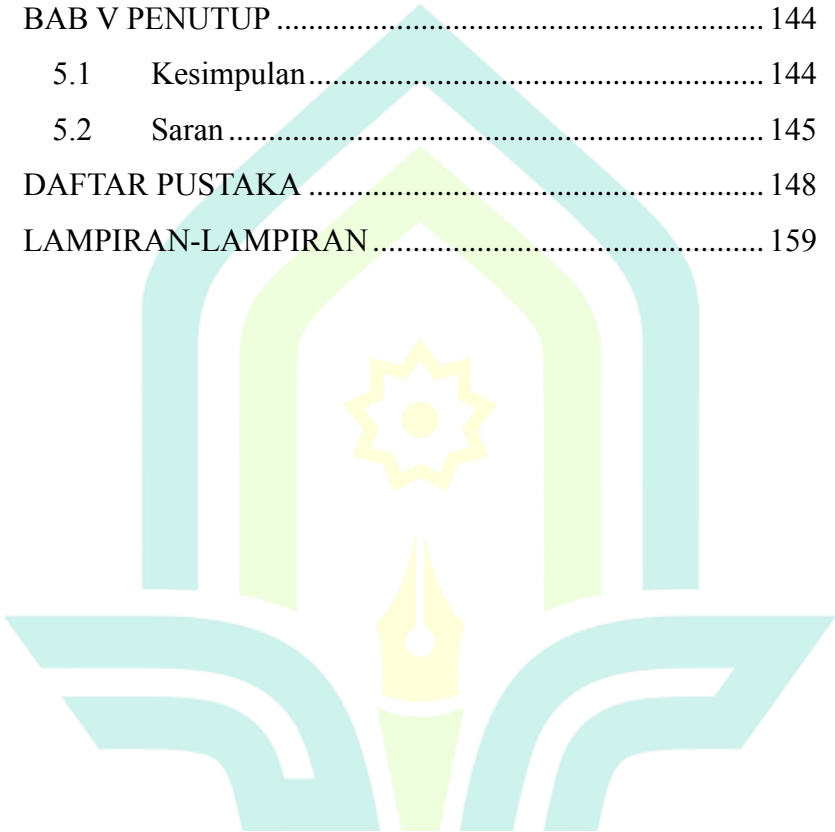 BAB V PENUTUP ........................................................... 144
5.1 Kesimpulan....................................................... 144
5.2 Saran ................................................................. 145
DAFTAR PUSTAKA ....................................................... 148
LAMPIRAN-LAMPIRAN............................................... 159